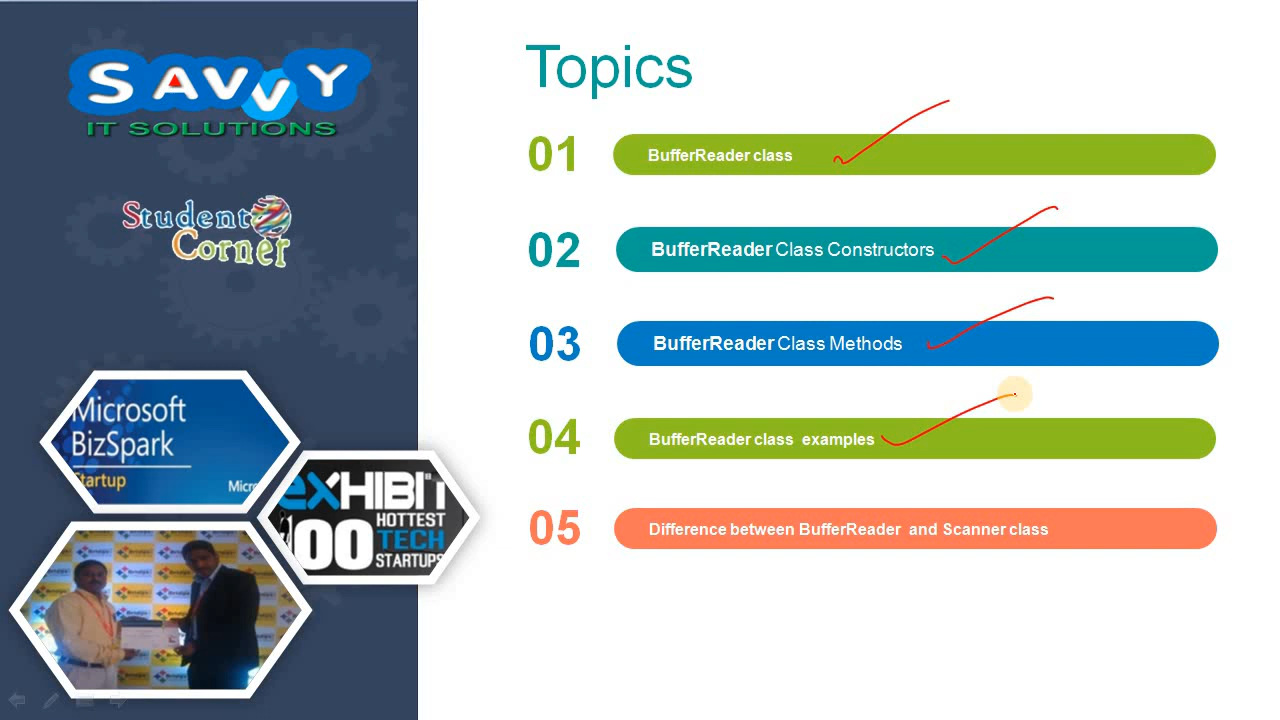 SAVVY
IT SOLUTIONS
Student
Corner
Microsoft
BizSpark
Startup
Micr
EXHIBIT
100
HOTTEST
TECH
STARTUPS
Topics
01
BufferReader class
02
BufferReader Class Constructors
03
BufferReader Class Methods
04
BufferReader class examples
05
Difference between BufferReader and Scanner class